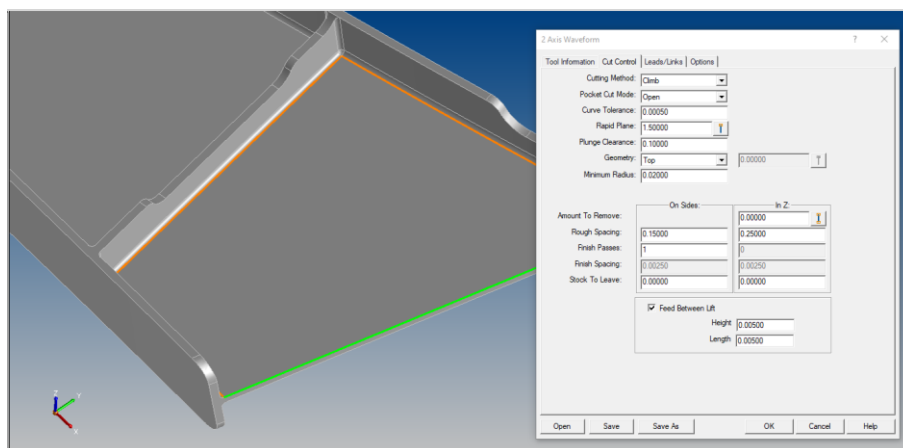 2 Axis Waveform ? ×
Tool Information Cut Control Leads/Links Options
Cutting Method: Climb
Pocket Cut Mode: Open
Curve Tolerance: 0.00050
Rapid Plane: 1.50000
Plunge Clearance: 0.10000
Geometry: Top 0.00000
Minimum Radius: 0.02000
On Sides: In Z:
Amount To Remove: 0.00000
Rough Spacing: 0.15000 0.25000
Finish Passes: 1 0
Finish Spacing: 0.00250 0.00250
Stock To Leave: 0.00000 0.00000
Feed Between Lift
Height 0.00500
Length 0.00500
Z Y
X
Open Save Save As OK Cancel Help